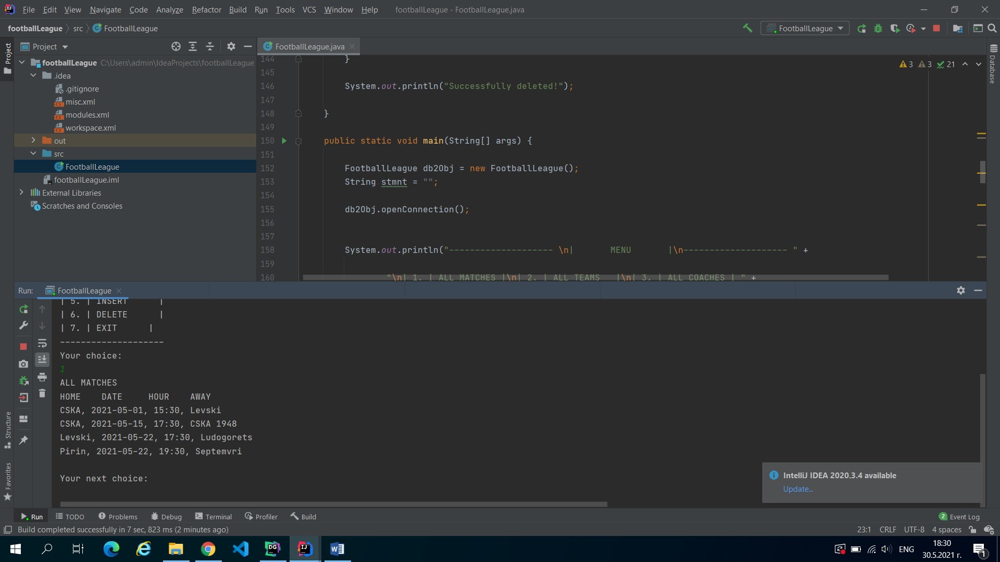 File Edit View Navigate Code Analyze Refactor Build Run Tools VCS Window Help footballLeague - FootballLeague.java
footballLeague src FootballLeague
FootballLeague
Project
FootballLeague.java
Project
Database
Structure
Favorites
footballLeague C:\Users\admin\IdeaProjects\footballLeague
.idea
.gitignore
misc.xml
modules.xml
workspace.xml
out
src
FootballLeague
footballLeague.iml
External Libraries
Scratches and Consoles
3 3 21
144 }
145
146 System.out.println("Successfully deleted!");
147
148 }
149
150 public static void main(String[] args) {
151
152 FootballLeague db2Obj = new FootballLeague();
153 String stmnt = "";
154
155 db2Obj.openConnection();
156
157
158 System.out.println("-------------------- \n|       MENU       |\n-------------------- " +
159
160 "\n| 1. | ALL MATCHES |\n| 2. | ALL TEAMS   |\n| 3. | ALL COACHES | " +
Run: FootballLeague
| 5. | INSERT      |
| 6. | DELETE      |
| 7. | EXIT      |
--------------------
Your choice:
1
ALL MATCHES
HOME    DATE     HOUR    AWAY
CSKA, 2021-05-01, 15:30, Levski
CSKA, 2021-05-15, 17:30, CSKA 1948
Levski, 2021-05-22, 17:30, Ludogorets
Pirin, 2021-05-22, 19:30, Septemvri
Your next choice:
IntelliJ IDEA 2020.3.4 available
Update...
Run TODO Problems Debug Terminal Profiler Build 2 Event Log
Build completed successfully in 7 sec, 823 ms (2 minutes ago) 23:1 CRLF UTF-8 4 spaces
DG IJ W ENG
18:30
30.5.2021 г.
1